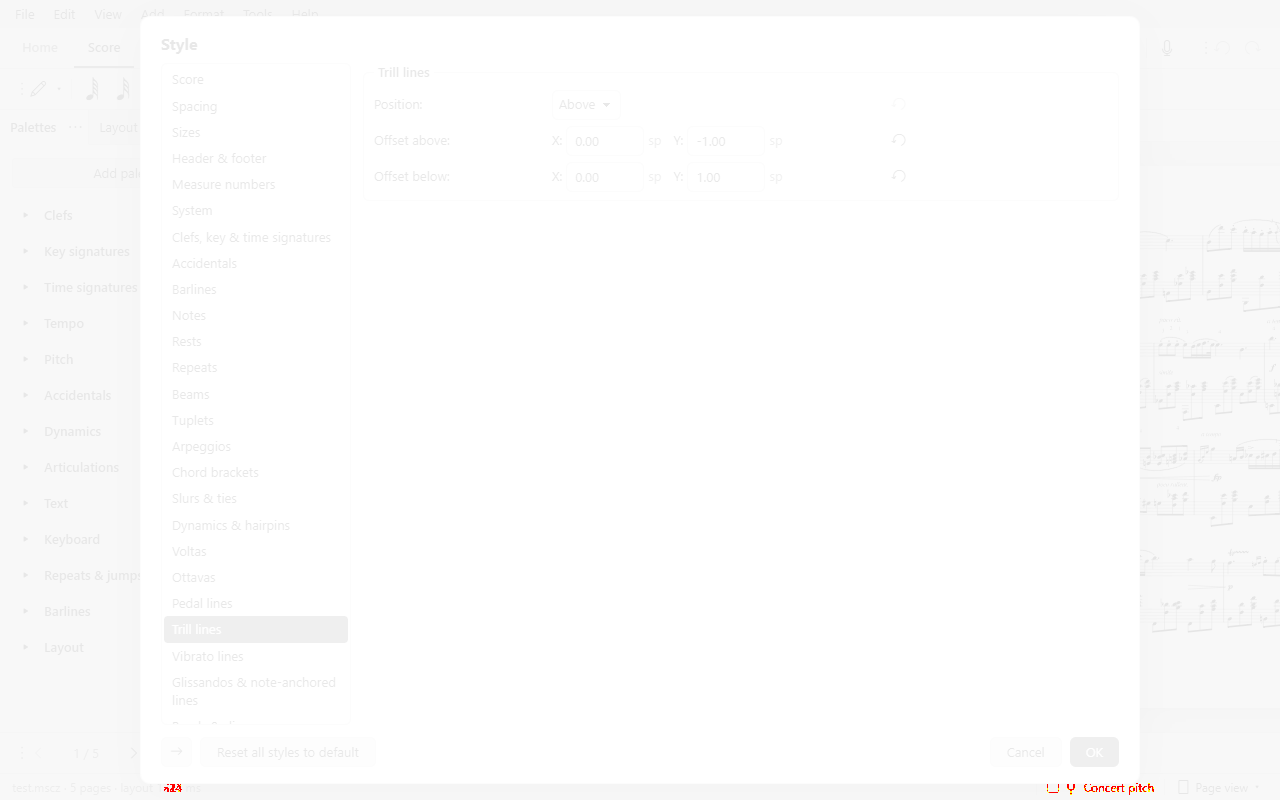 File Edit View Add Format Tools Help
Home Score
Style
Palettes Layout
Add pal
Clefs
Key signatures
Time signatures
Tempo
Pitch
Accidentals
Dynamics
Articulations
Text
Keyboard
Repeats & jumps
Barlines
Layout
Score
Spacing
Sizes
Header & footer
Measure numbers
System
Clefs, key & time signatures
Accidentals
Barlines
Notes
Rests
Repeats
Beams
Tuplets
Arpeggios
Chord brackets
Slurs & ties
Dynamics & hairpins
Voltas
Ottavas
Pedal lines
Trill lines
Vibrato lines
Glissandos & note-anchored
lines
Trill lines
Position: Above
Offset above: X: 0.00 sp Y: -1.00 sp
Offset below: X: 0.00 sp Y: 1.00 sp
1 / 5
Reset all styles to default Cancel OK
test.mscz · 5 pages · layout
Concert pitch Page view